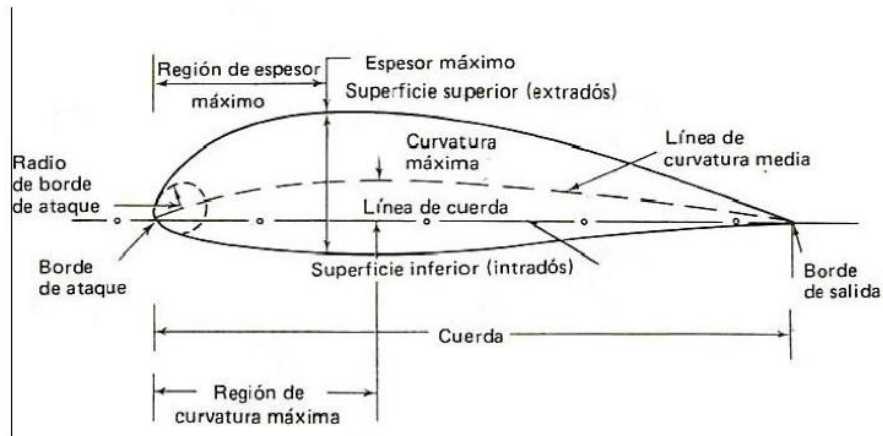 Región de espesor
máximo
Espesor máximo
Superficie superior (extradós)
Línea de
curvatura media
Curvatura
máxima
Radio
de borde
de ataque
Línea de cuerda
Borde
de ataque
Superficie inferior (intradós)
Borde
de salida
Cuerda
Región de
curvatura máxima